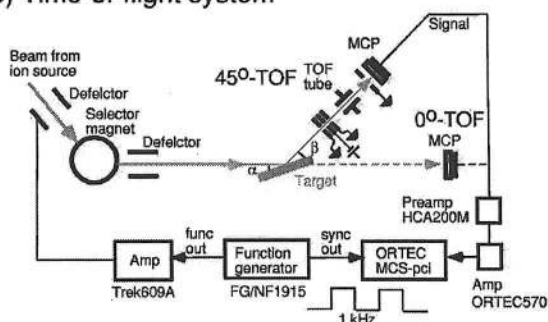 Time-of-flight system
Signal
MCP
Beam from
ion source
45º-TOF
TOF
tube
Defelctor
Selector
magnet
0º-TOF
Defelctor
MCP
β
α
Target
Preamp
HCA200M
func
out
sync
out
Amp
Function
generator
ORTEC
MCS-pci
Trek609A
FG/NF1915
Amp
ORTEC570
1 kHz